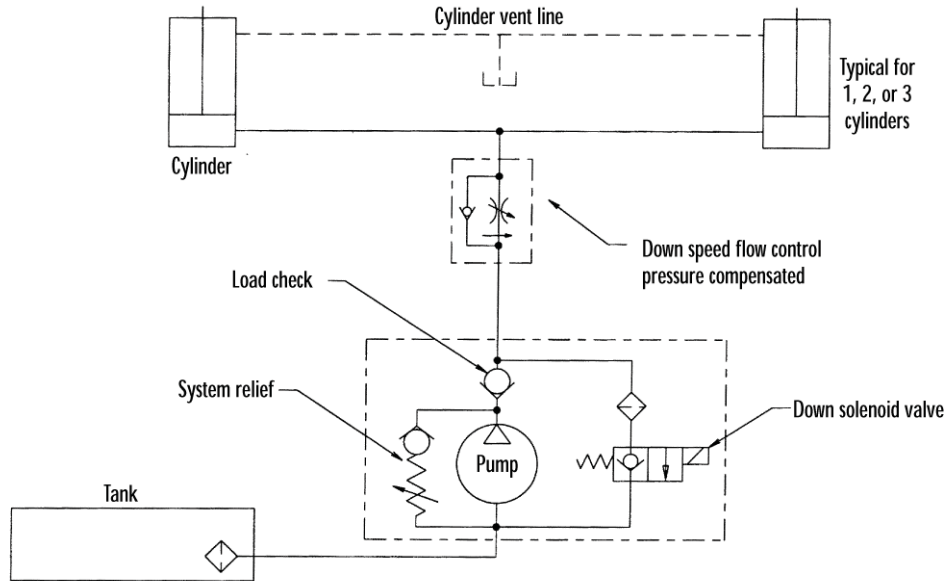 Cylinder vent line
Typical for
1, 2, or 3
cylinders
Cylinder
Down speed flow control
pressure compensated
Load check
System relief
Down solenoid valve
Pump
Tank